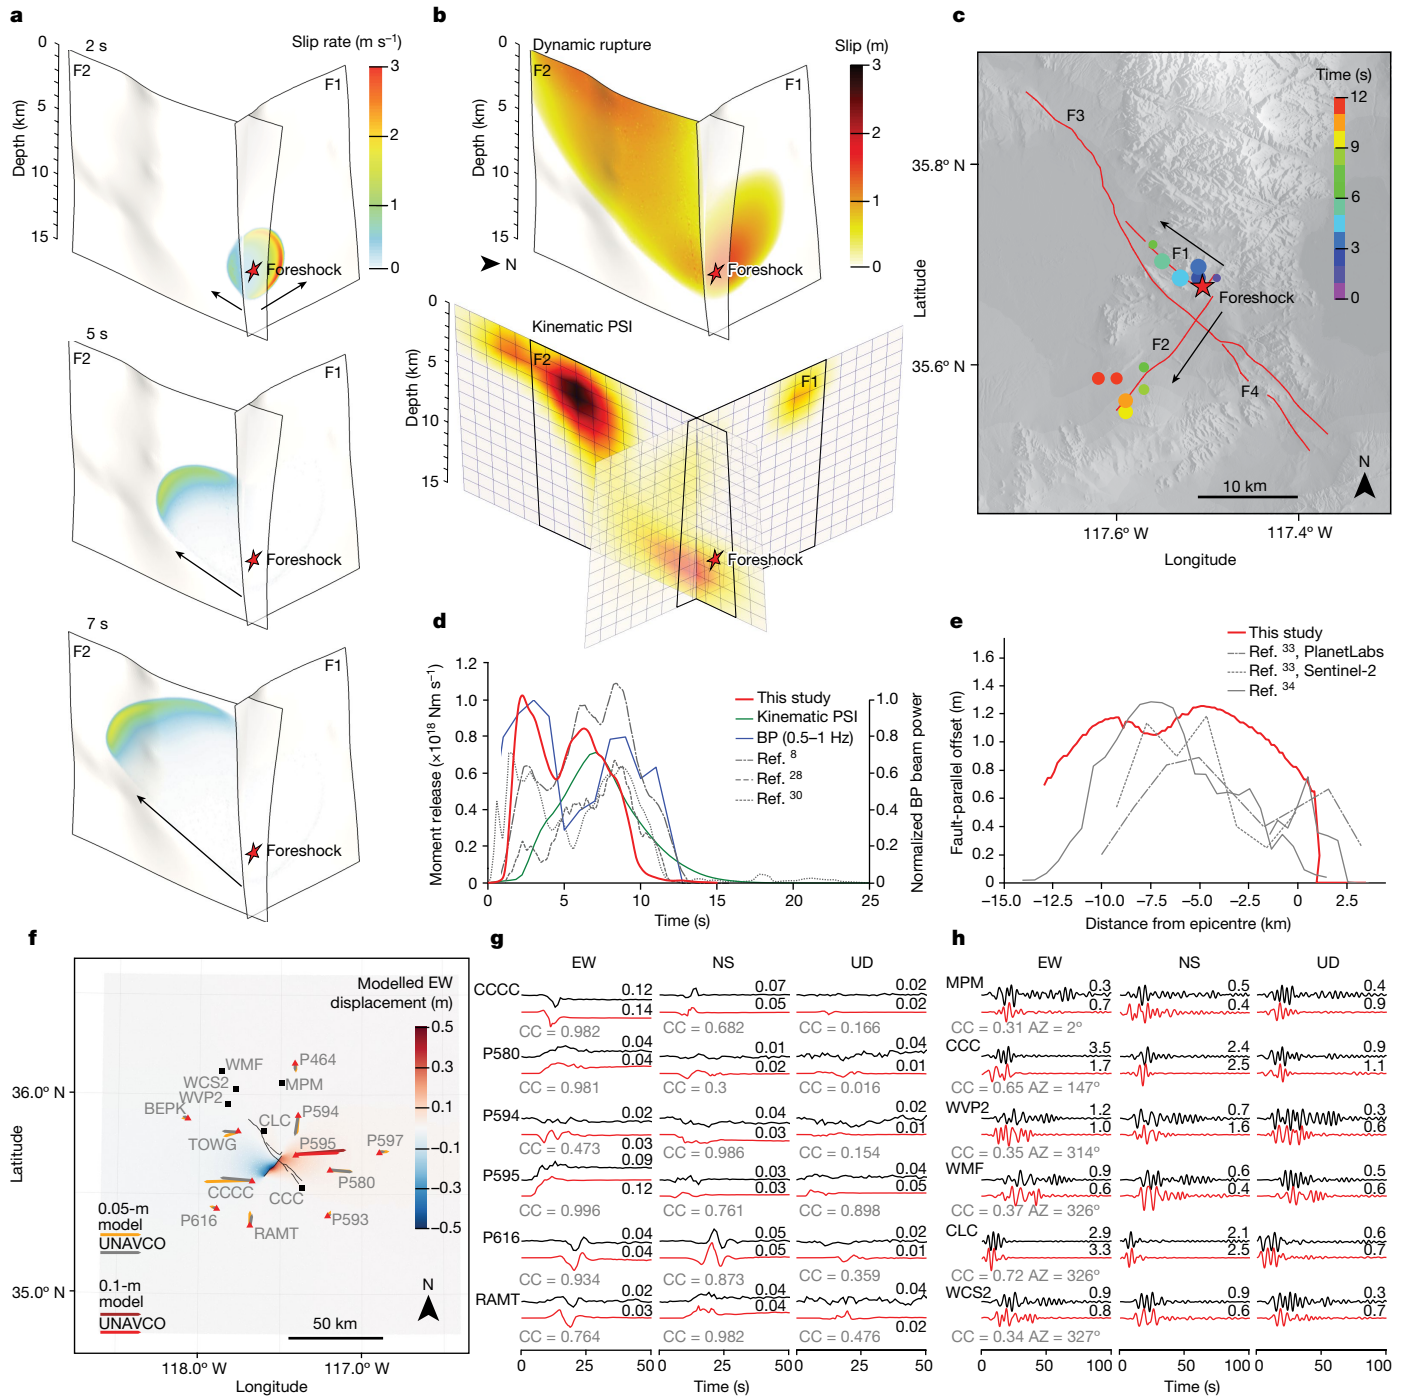 a
2 s
Slip rate (m s⁻¹)
0
5
10
15
Depth (km)
F2
F1
3
2
1
0
Foreshock
5 s
F2
F1
Foreshock
7 s
F2
F1
Foreshock
b
Dynamic rupture
Slip (m)
0
5
10
15
Depth (km)
F2
F1
3
2
1
0
Foreshock
N
Kinematic PSI
0
5
10
15
Depth (km)
F2
F1
Foreshock
c
Time (s)
12
9
6
3
0
F3
F1
Foreshock
F2
F4
35.8° N
35.6° N
Latitude
N
10 km
117.6° W
117.4° W
Longitude
d
1.2
1.0
0.8
0.6
0.4
0.2
0
Moment release (×10¹⁸ Nm s⁻¹)
This study
Kinematic PSI
BP (0.5–1 Hz)
Ref. ⁸
Ref. ²⁸
Ref. ³⁰
1.0
0.8
0.6
0.4
0.2
0
Normalized BP beam power
0
5
10
15
20
25
Time (s)
e
This study
Ref. ³³, PlanetLabs
Ref. ³³, Sentinel-2
Ref. ³⁴
1.6
1.4
1.2
1.0
0.8
0.6
0.4
0.2
0
Fault-parallel offset (m)
−15.0
−12.5
−10.0
−7.5
−5.0
−2.5
0
2.5
Distance from epicentre (km)
f
Modelled EW
displacement (m)
0.5
0.3
0.1
−0.1
−0.3
−0.5
WMF
P464
WCS2
MPM
WVP2
BEPK
CLC
P594
TOWG
P595
P597
P580
CCCC
CCC
P616
RAMT
P593
0.05-m
model
UNAVCO
0.1-m
model
UNAVCO
N
50 km
36.0° N
35.0° N
Latitude
118.0° W
117.0° W
Longitude
g
EW
NS
UD
CCCC
0.12
0.07
0.02
0.14
0.05
0.02
CC = 0.982
CC = 0.682
CC = 0.166
P580
0.04
0.01
0.04
0.04
0.02
0.01
CC = 0.981
CC = 0.3
CC = 0.016
P594
0.02
0.04
0.02
0.03
0.03
0.01
CC = 0.473
CC = 0.986
CC = 0.154
P595
0.09
0.03
0.04
0.12
0.03
0.05
CC = 0.996
CC = 0.761
CC = 0.898
P616
0.04
0.05
0.02
0.04
0.05
0.01
CC = 0.934
CC = 0.873
CC = 0.359
RAMT
0.02
0.04
0.04
0.03
0.04
0.02
CC = 0.764
CC = 0.982
CC = 0.476
0
25
50
0
25
50
0
25
50
Time (s)
h
EW
NS
UD
MPM
0.3
0.5
0.4
0.7
0.4
0.9
CC = 0.31 AZ = 2°
CCC
3.5
2.4
0.9
1.7
2.5
1.1
CC = 0.65 AZ = 147°
WVP2
1.2
0.7
0.3
1.0
1.6
0.6
CC = 0.35 AZ = 314°
WMF
0.9
0.6
0.5
0.6
0.4
0.6
CC = 0.37 AZ = 326°
CLC
2.9
2.1
0.6
3.3
2.5
0.7
CC = 0.72 AZ = 326°
WCS2
0.9
0.9
0.3
0.8
0.6
0.7
CC = 0.34 AZ = 327°
0
50
100
0
50
100
0
50
100
Time (s)